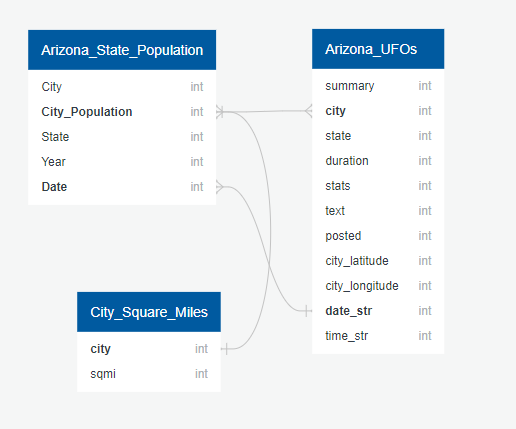 Arizona_State_Population
City int
City_Population int
State int
Year int
Date int
Arizona_UFOs
summary int
city int
state int
duration int
stats int
text int
posted int
city_latitude int
city_longitude int
date_str int
time_str int
City_Square_Miles
city int
sqmi int